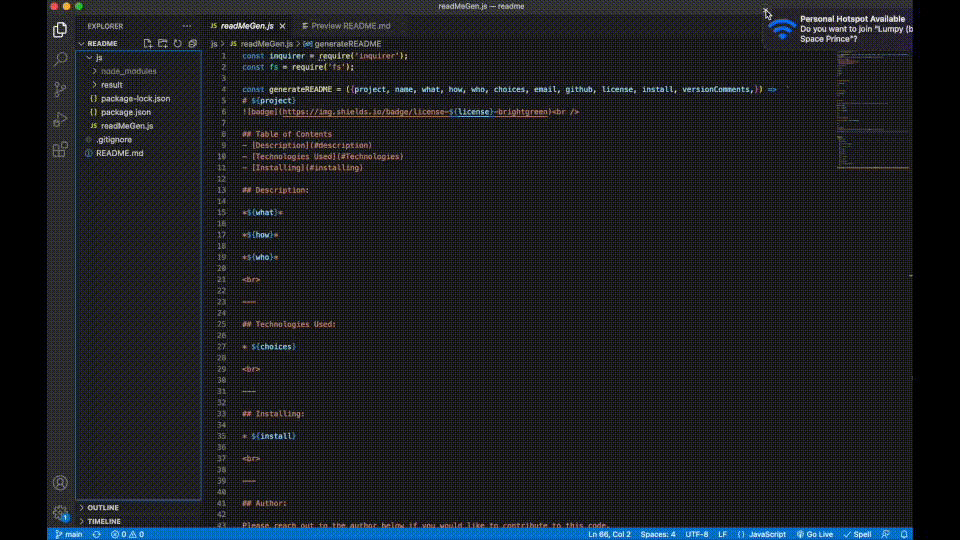 readMeGen.js — readme
Personal Hotspot Available
Do you want to join "Lumpy (b
Space Prince"?
EXPLORER
JS readMeGen.js
Preview README.md
README
js > JS readMeGen.js > generateREADME
js
node_modules
result
{} package-lock.json
{} package.json
JS readMeGen.js
.gitignore
README.md
OUTLINE
TIMELINE
1 const inquirer = require('inquirer');
2 const fs = require('fs');
3
4 const generateREADME = ({project, name, what, how, who, choices, email, github, license, install, versionComments,}) => `
5 # ${project}
6 ![badge](https://img.shields.io/badge/license-${license}-brightgreen)<br />
7
8 ## Table of Contents
9 - [Description](#description)
10 - [Technologies Used](#Technologies)
11 - [Installing](#installing)
12
13 ## Description:
14
15 *${what}*
16
17 *${how}*
18
19 *${who}*
20
21 <br>
22
23 ---
24
25 ## Technologies Used:
26
27 * ${choices}
28
29 <br>
30
31 ---
32
33 ## Installing:
34
35 * ${install}
36
37 <br>
38
39 ---
40
41 ## Author:
42
43 Please reach out to the author below if you would like to contribute to this code.
1
main
0 0
Ln 66, Col 2
Spaces: 4
UTF-8
LF
{} JavaScript
Go Live
Spell